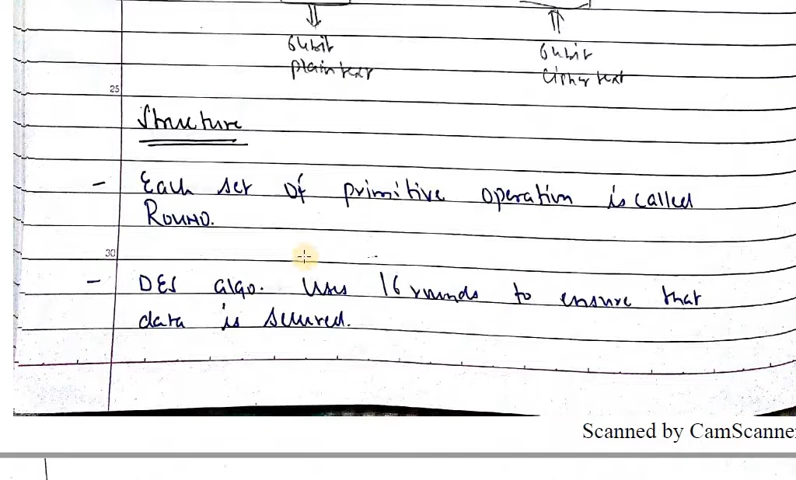 64bit 64bit
plaintext Ciphertext
25
Structure
- Each set of primitive operation is called
ROUND.
30
- DES algo. Uses 16 rounds to ensure that
data is secured.
Scanned by CamScanne